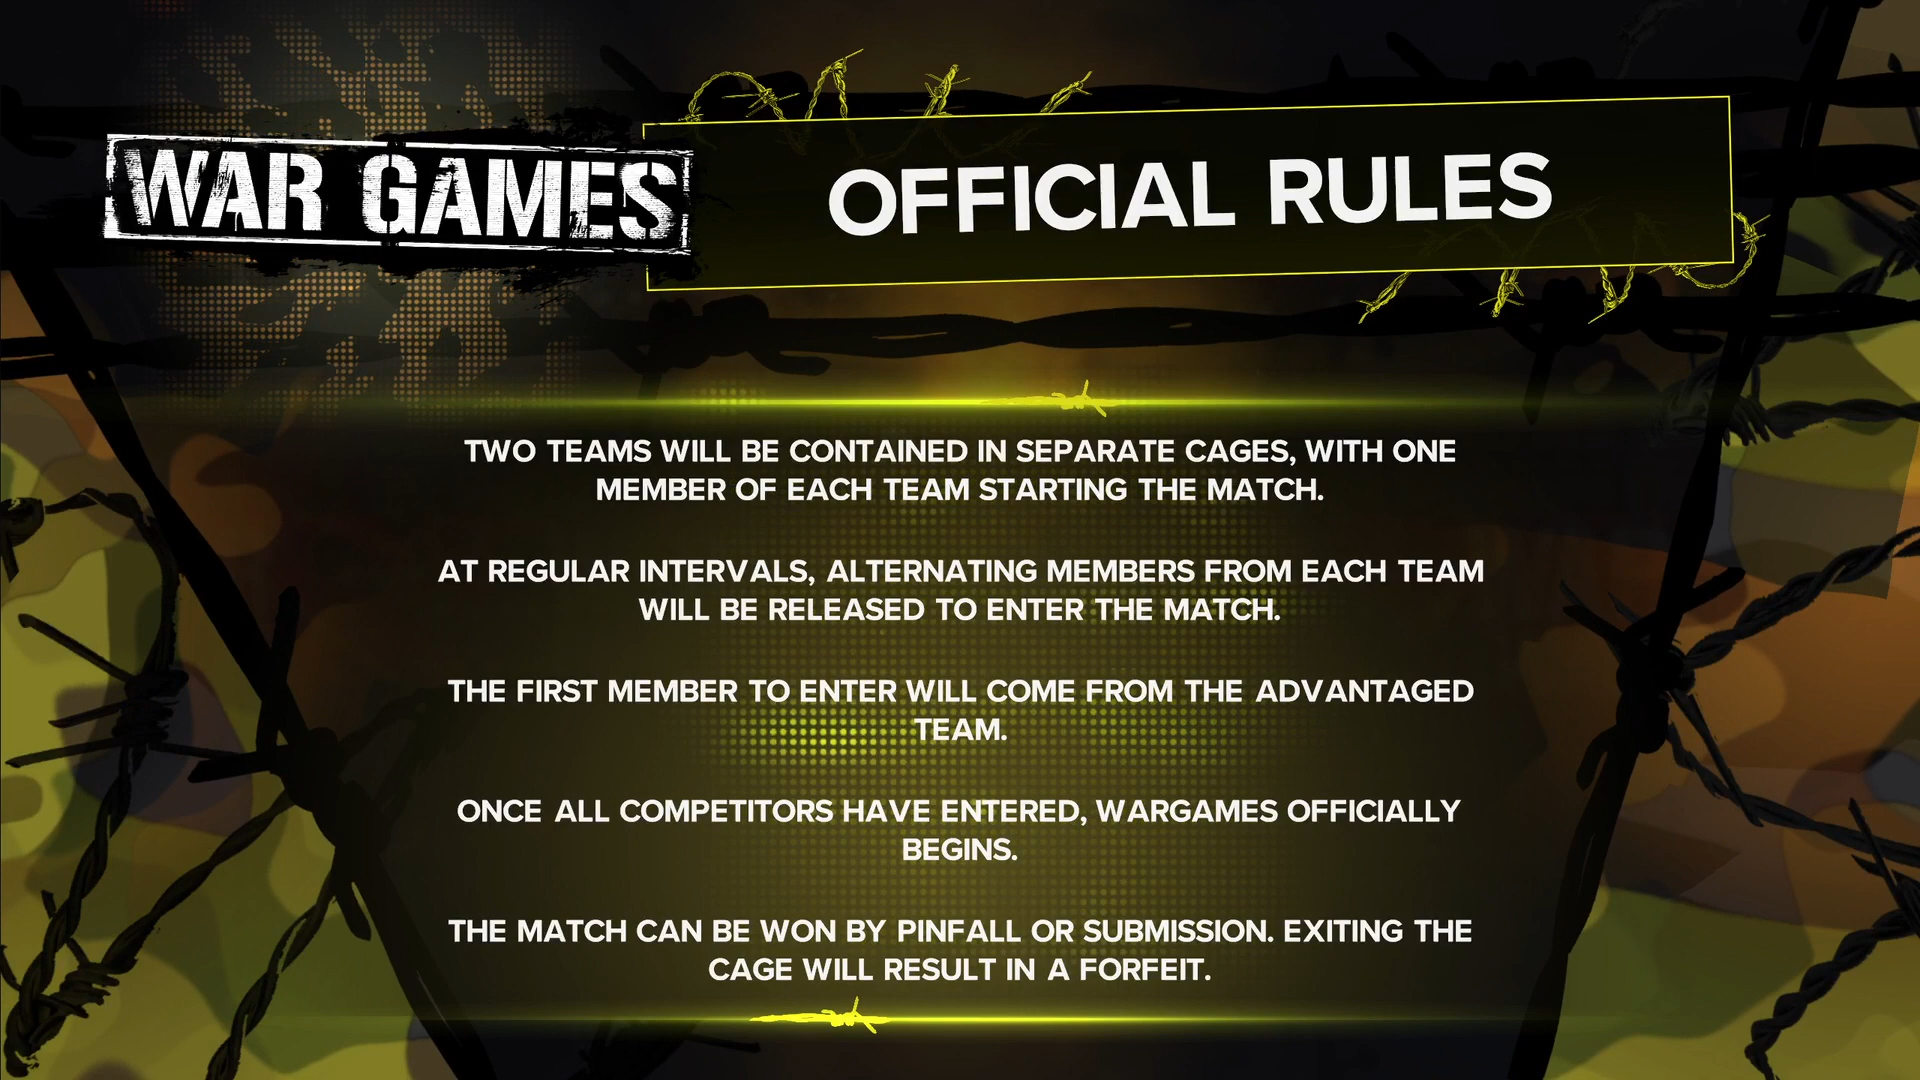 WAR GAMES
OFFICIAL RULES
TWO TEAMS WILL BE CONTAINED IN SEPARATE CAGES, WITH ONE
MEMBER OF EACH TEAM STARTING THE MATCH.
AT REGULAR INTERVALS, ALTERNATING MEMBERS FROM EACH TEAM
WILL BE RELEASED TO ENTER THE MATCH.
THE FIRST MEMBER TO ENTER WILL COME FROM THE ADVANTAGED
TEAM.
ONCE ALL COMPETITORS HAVE ENTERED, WARGAMES OFFICIALLY
BEGINS.
THE MATCH CAN BE WON BY PINFALL OR SUBMISSION. EXITING THE
CAGE WILL RESULT IN A FORFEIT.